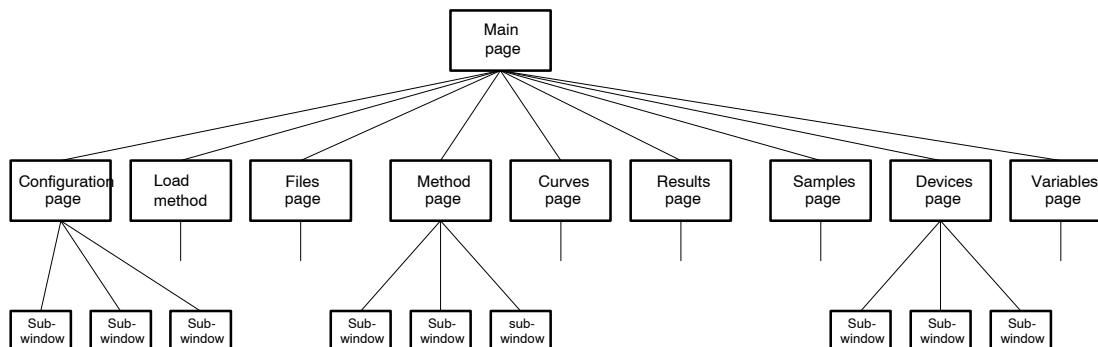 Main
page
Configuration
page
Load
method
Files
page
Method
page
Curves
page
Results
page
Samples
page
Devices
page
Variables
page
Sub-
window
Sub-
window
Sub-
window
Sub-
window
Sub-
window
sub-
window
Sub-
window
Sub-
window
Sub-
window